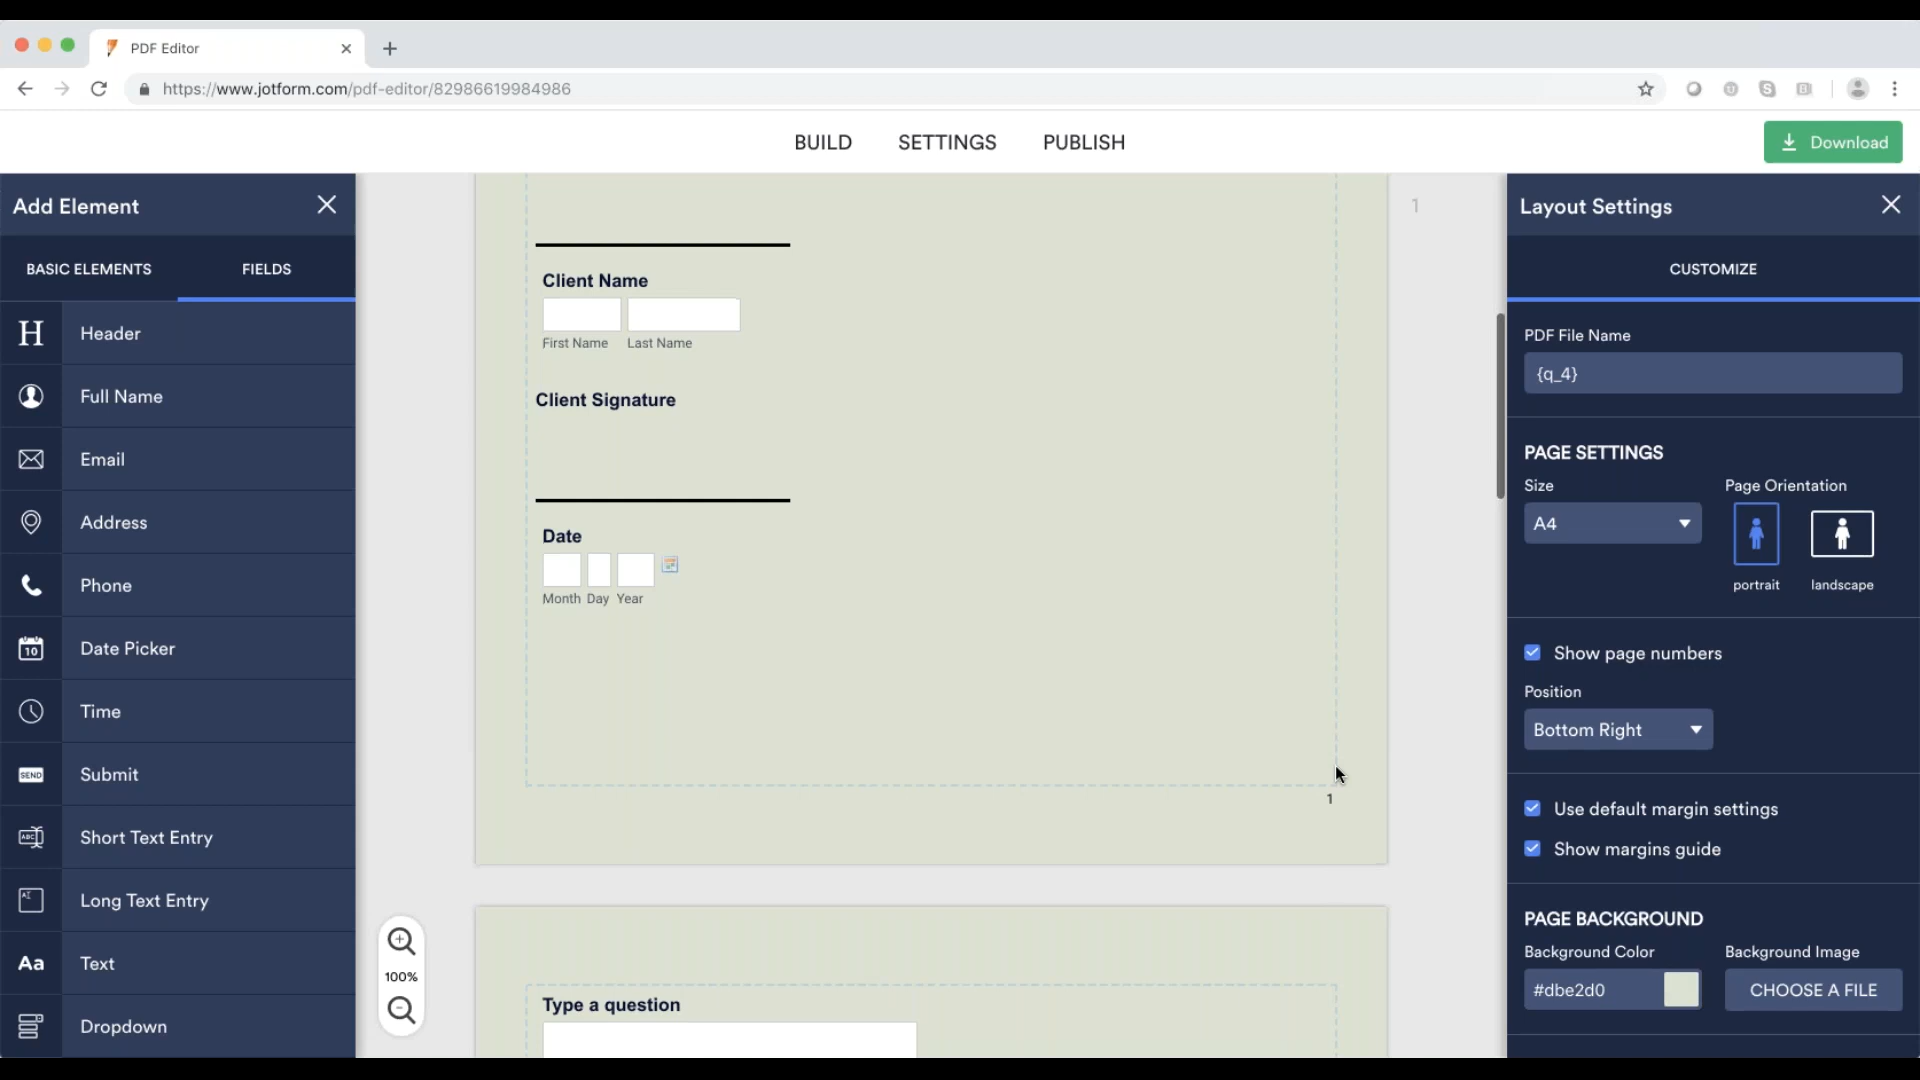 PDF Editor
https://www.jotform.com/pdf-editor/82986619984986
BUILD SETTINGS PUBLISH
Download
Add Element
BASIC ELEMENTS FIELDS
H Header
Full Name
Email
Address
Phone
10 Date Picker
Time
SEND Submit
ABC Short Text Entry
Long Text Entry
Aa Text
Dropdown
1
Client Name
First Name Last Name
Client Signature
Date
Month Day Year
1
100%
Type a question
Layout Settings
CUSTOMIZE
PDF File Name
{q_4}
PAGE SETTINGS
Size Page Orientation
A4
portrait landscape
Show page numbers
Position
Bottom Right
Use default margin settings
Show margins guide
PAGE BACKGROUND
Background Color Background Image
#dbe2d0 CHOOSE A FILE